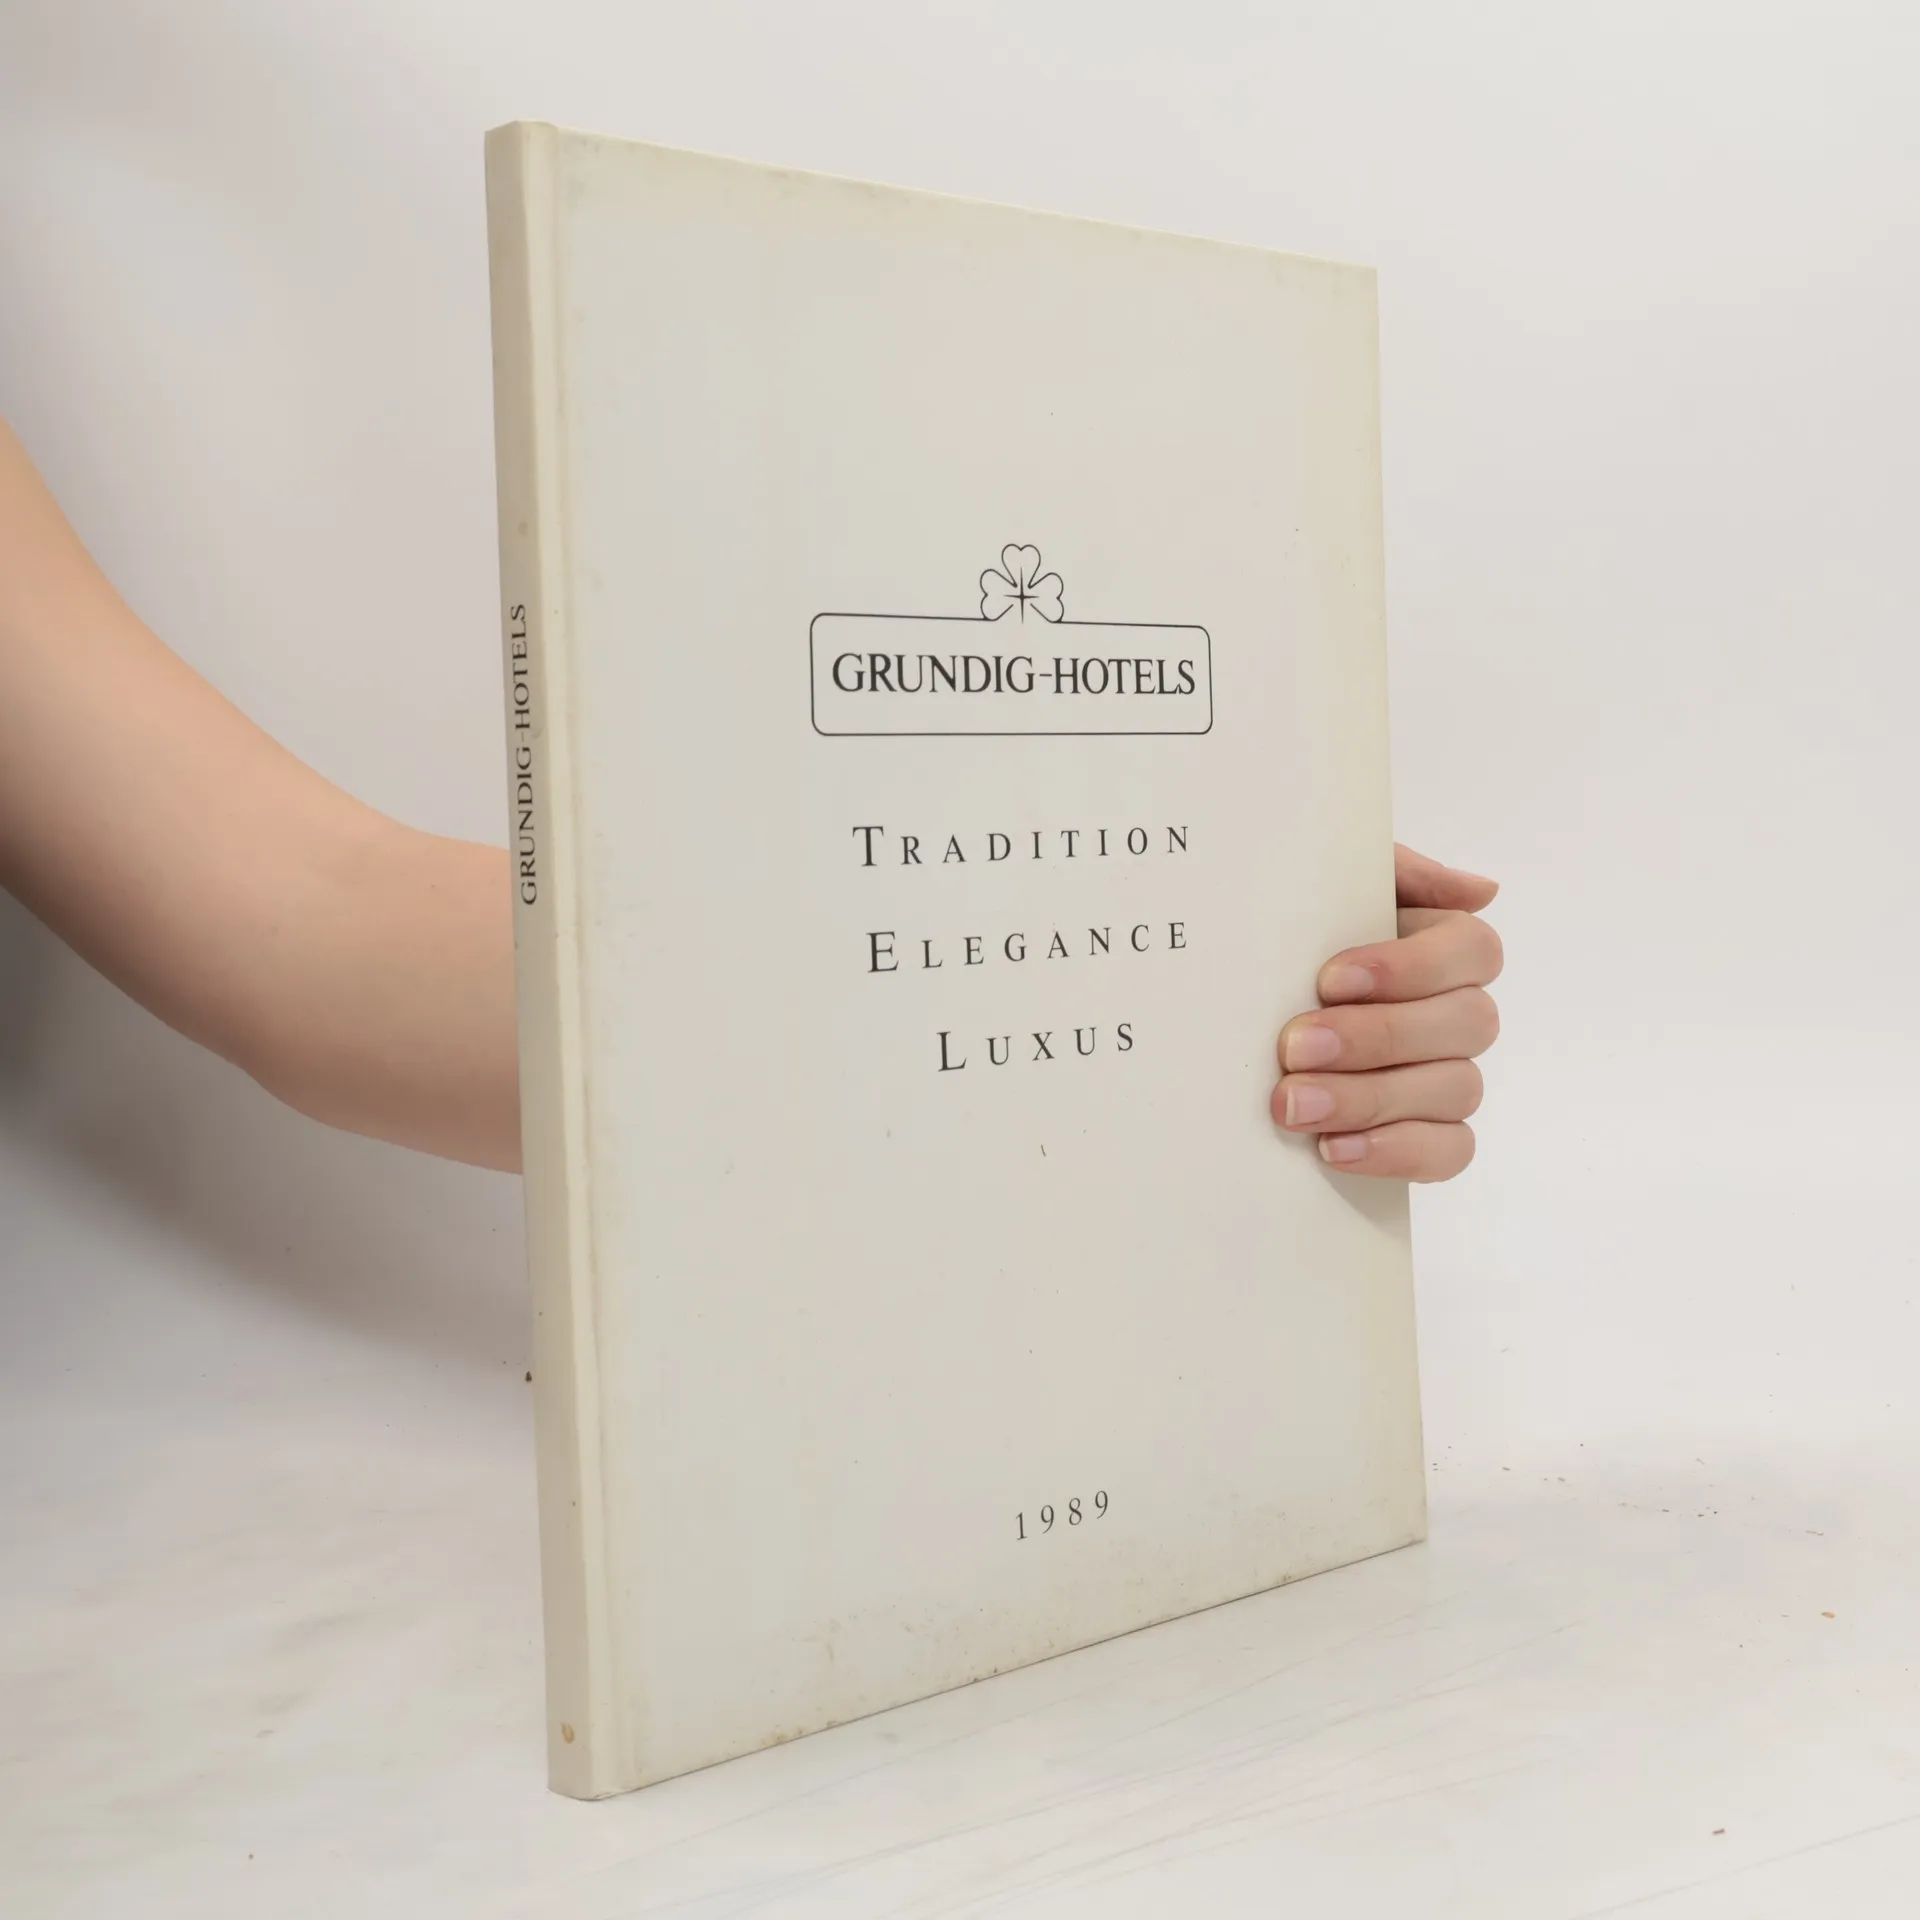 GRUNDIG-HOTELS
GRUNDIG-HOTELS
TRADITION
ELEGANCE
LUXUS
1989